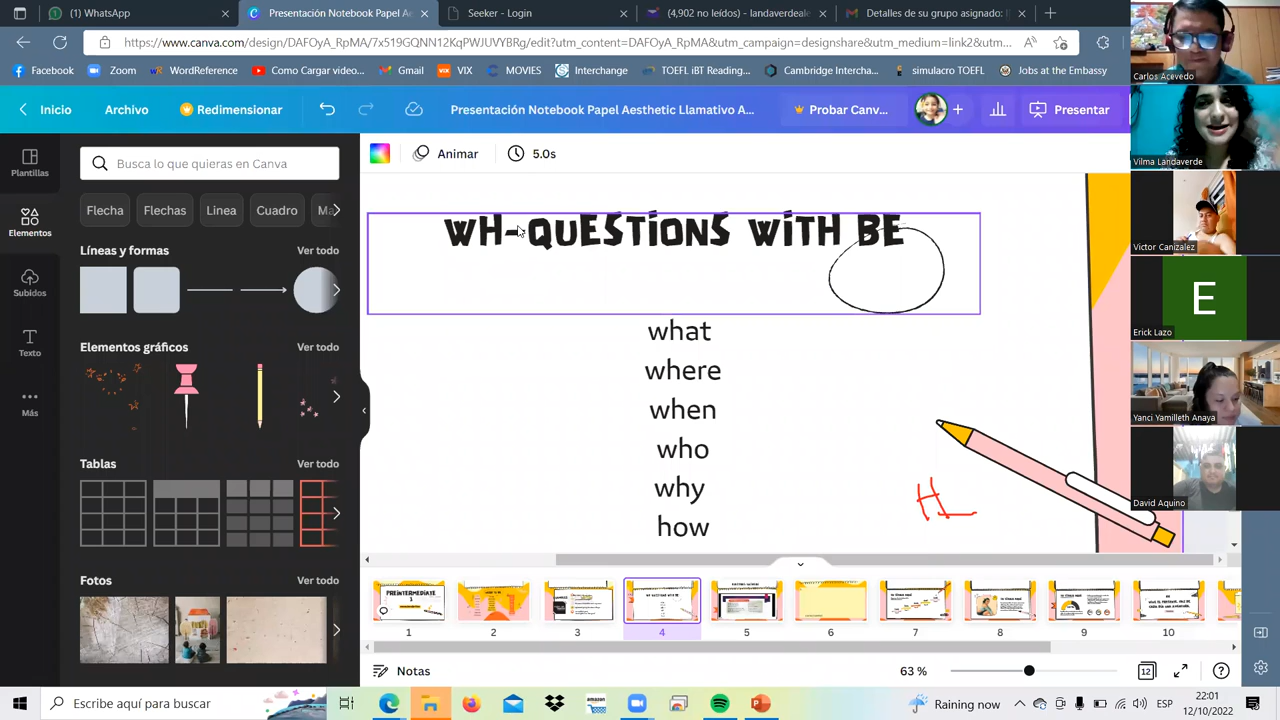 (1) WhatsApp
Presentación Notebook Papel Ae
Seeker - Login
(4,902 no leídos) - landaverdeale
Detalles de su grupo asignado: (
https://www.canva.com/design/DAFOyA_RpMA/7x519GQNN12KqPWJUVYBRg/edit?utm_content=DAFOyA_RpMA&utm_campaign=designshare&utm_medium=link2&utm...
Facebook
Zoom
WordReference
Como Cargar video...
Gmail
VIX
MOVIES
Interchange
TOEFL iBT Reading...
Cambridge Intercha...
simulacro TOEFL
Jobs at the Embassy
Inicio
Archivo
Redimensionar
Presentación Notebook Papel Aesthetic Llamativo A...
Probar Canv...
Presentar
Plantillas
Elementos
Subidos
Texto
Más
Busca lo que quieras en Canva
Flecha
Flechas
Linea
Cuadro
Ma
Líneas y formas
Ver todo
Elementos gráficos
Ver todo
Tablas
Ver todo
Fotos
Ver todo
Animar
5.0s
WH-QUESTIONS WITH BE
what
where
when
who
why
how
PREINTERMEDIATE
1
1
2
3
4
5
6
7
8
9
10
Notas
63 %
12
Carlos Acevedo
Vilma Landaverde
Victor Canizalez
E
Erick Lazo
Yanci Yamilleth Anaya
David Aquino
Escribe aquí para buscar
Raining now
ESP
22:01
12/10/2022